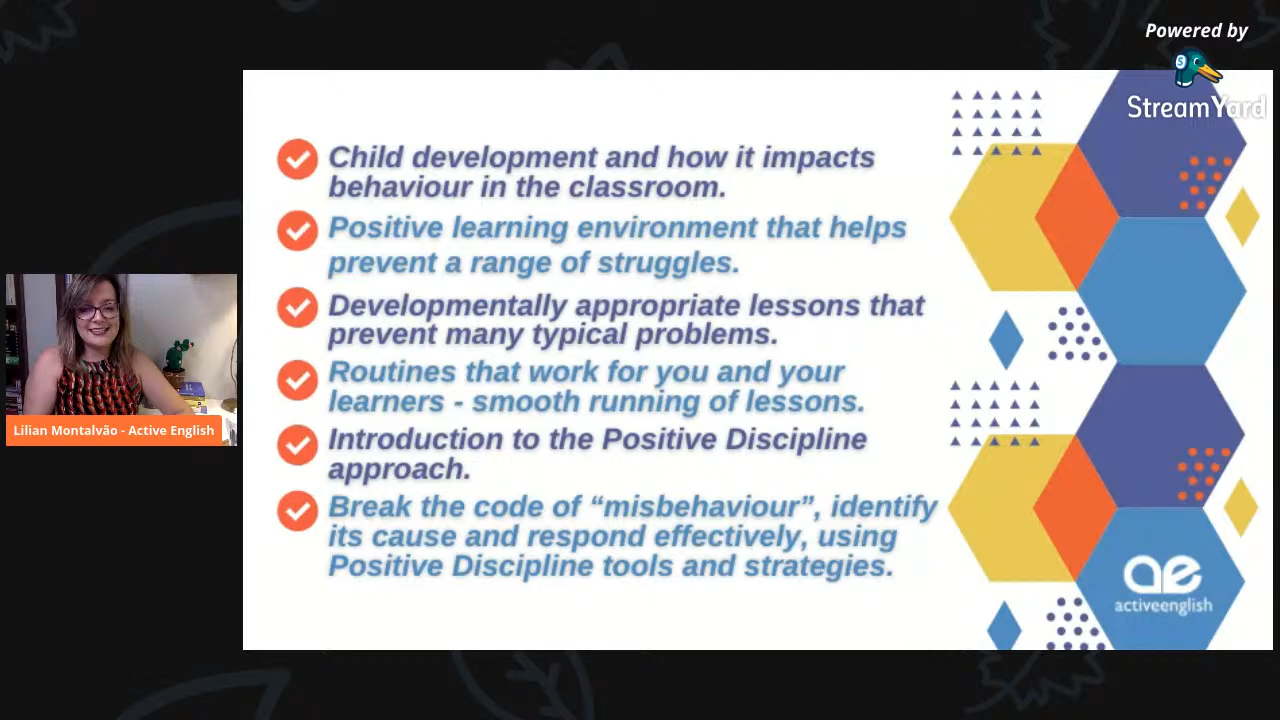 Powered by
StreamYard
Child development and how it impacts
behaviour in the classroom.
Positive learning environment that helps
prevent a range of struggles.
Developmentally appropriate lessons that
prevent many typical problems.
Routines that work for you and your
learners - smooth running of lessons.
Introduction to the Positive Discipline
approach.
Break the code of “misbehaviour”, identify
its cause and respond effectively, using
Positive Discipline tools and strategies.
Lilian Montalvão - Active English
ae
activeenglish